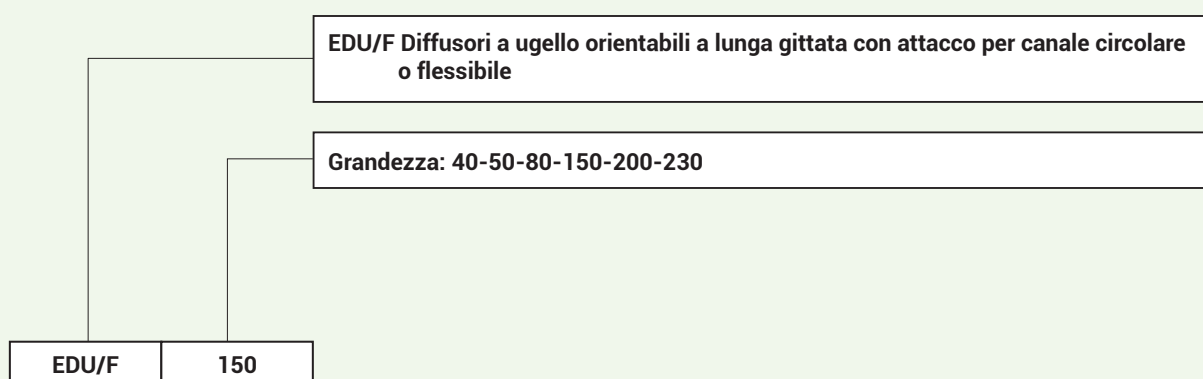 EDU/F Diffusori a ugello orientabili a lunga gittata con attacco per canale circolare
o flessibile
Grandezza: 40-50-80-150-200-230
EDU/F 150